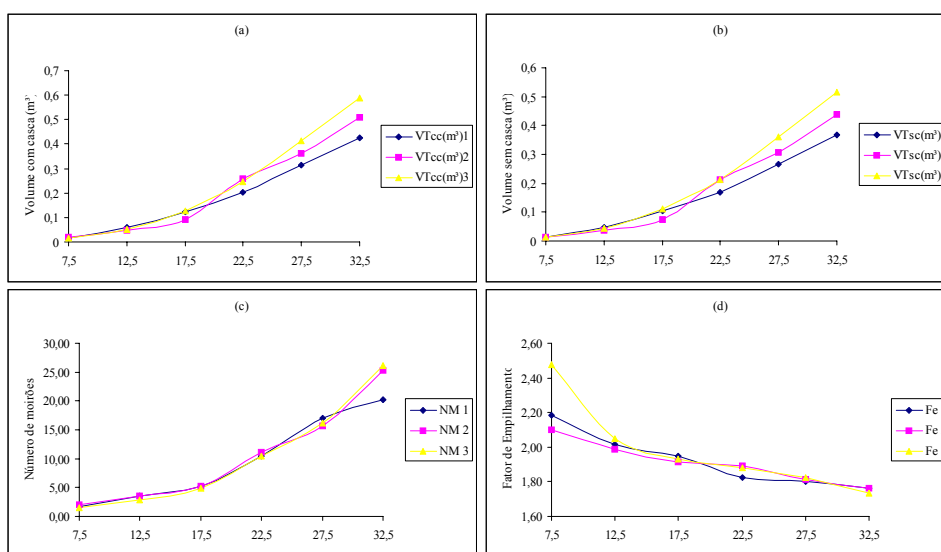 (a)
Volume com casca (m³)
0,7
0,6
0,5
0,4
0,3
0,2
0,1
0
7,5 12,5 17,5 22,5 27,5 32,5
VTcc(m³)1
VTcc(m³)2
VTcc(m³)3
(b)
Volume sem casca (m³)
0,6
0,5
0,4
0,3
0,2
0,1
0
7,5 12,5 17,5 22,5 27,5 32,5
VTsc(m³)
VTsc(m³)
VTsc(m³)
(c)
Número de moirões
30,00
25,00
20,00
15,00
10,00
5,00
0,00
7,5 12,5 17,5 22,5 27,5 32,5
NM 1
NM 2
NM 3
(d)
Fator de Empilhamento
2,60
2,40
2,20
2,00
1,80
1,60
7,5 12,5 17,5 22,5 27,5 32,5
Fe
Fe
Fe